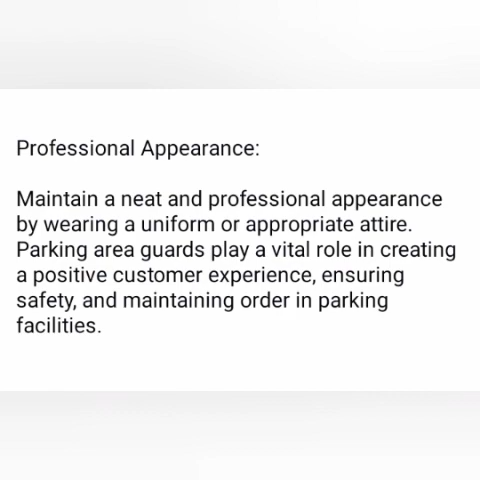 Professional Appearance:
Maintain a neat and professional appearance
by wearing a uniform or appropriate attire.
Parking area guards play a vital role in creating
a positive customer experience, ensuring
safety, and maintaining order in parking
facilities.